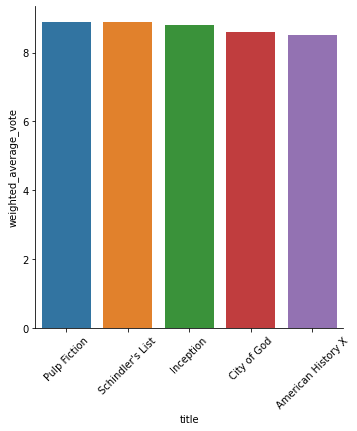 weighted_average_vote
8
6
4
2
0
Pulp Fiction
Schindler's List
Inception
City of God
American History X
title